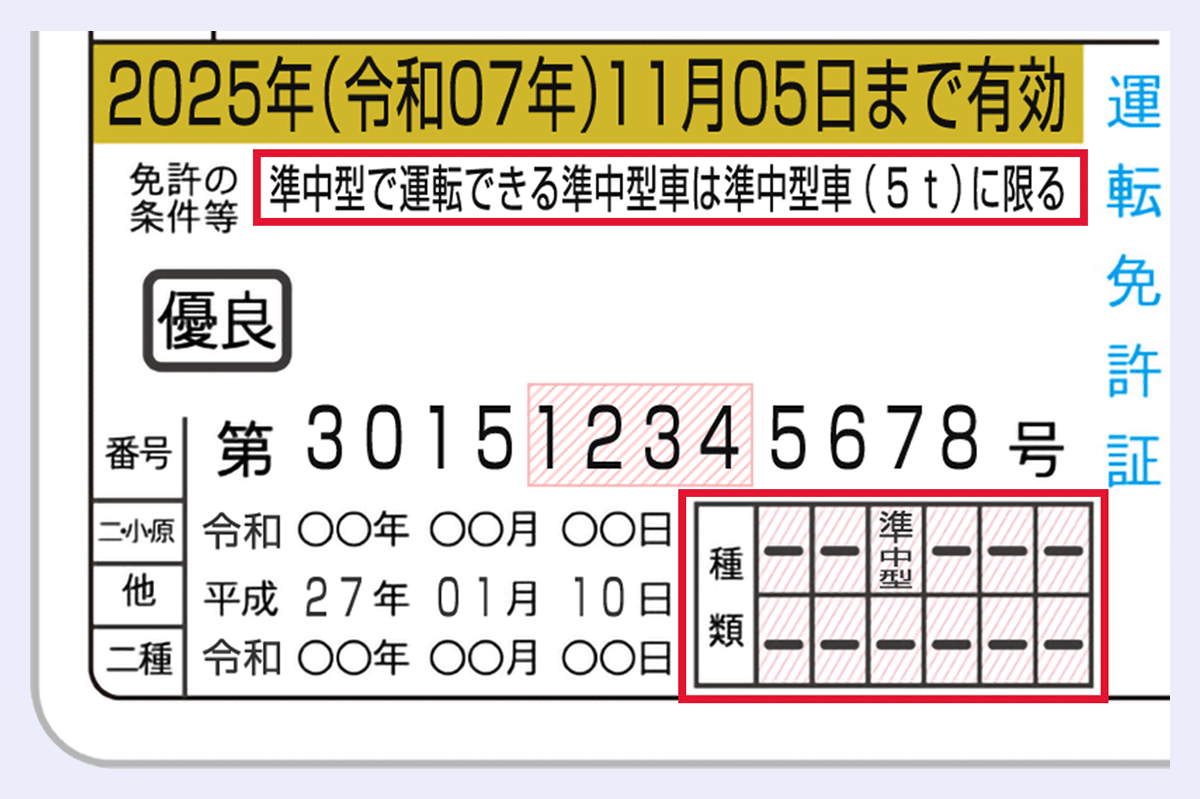 2025年(令和07年)11月05日まで有効
免許の
条件等
準中型で運転できる準中型車は準中型車(5t)に限る
優良
番号
第 301512345678 号
二・小・原
令和 〇〇年 〇〇月 〇〇日
他
平成 27年 01月 10日
二種
令和 〇〇年 〇〇月 〇〇日
種類
ー ー 準中型 ー ー ー
ー ー ー ー ー ー
運転免許証